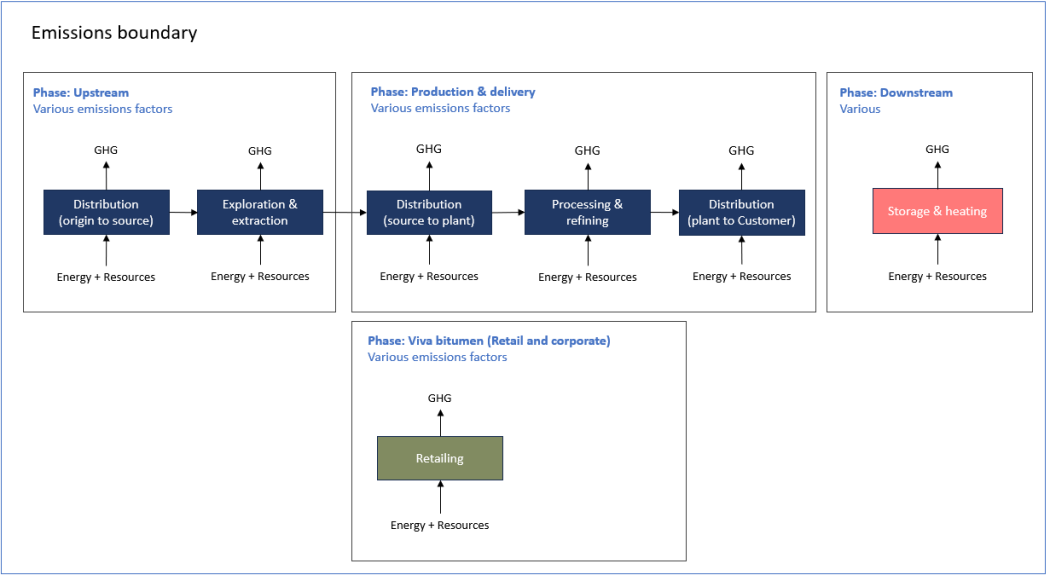 Emissions boundary
Phase: Upstream
Various emissions factors
GHG
GHG
Distribution
(origin to source)
Exploration &
extraction
Energy + Resources
Energy + Resources
Phase: Production & delivery
Various emissions factors
GHG
GHG
GHG
Distribution
(source to plant)
Processing &
refining
Distribution
(plant to Customer)
Energy + Resources
Energy + Resources
Energy + Resources
Phase: Downstream
Various
GHG
Storage & heating
Energy + Resources
Phase: Viva bitumen (Retail and corporate)
Various emissions factors
GHG
Retailing
Energy + Resources